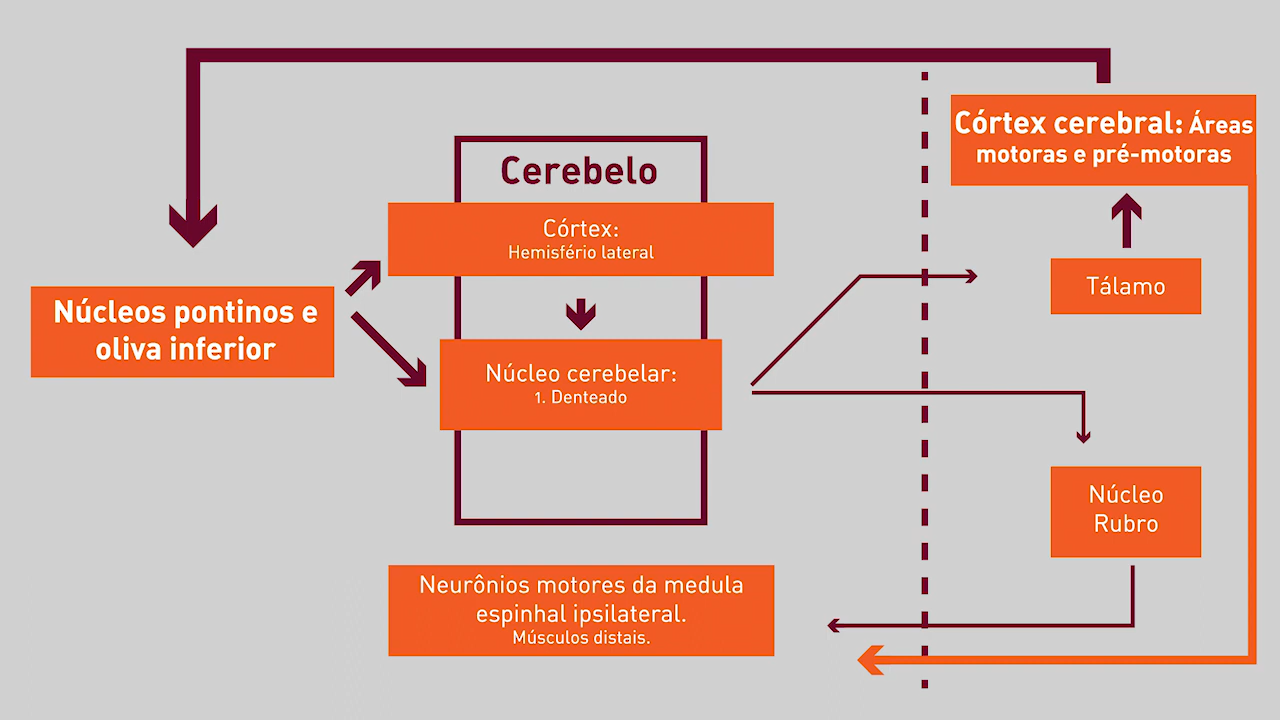 Córtex cerebral: Áreas
motoras e pré-motoras
Cerebelo
Córtex:
Hemisfério lateral
Tálamo
Núcleos pontinos e
oliva inferior
Núcleo cerebelar:
1. Denteado
Núcleo
Rubro
Neurônios motores da medula
espinhal ipsilateral.
Músculos distais.